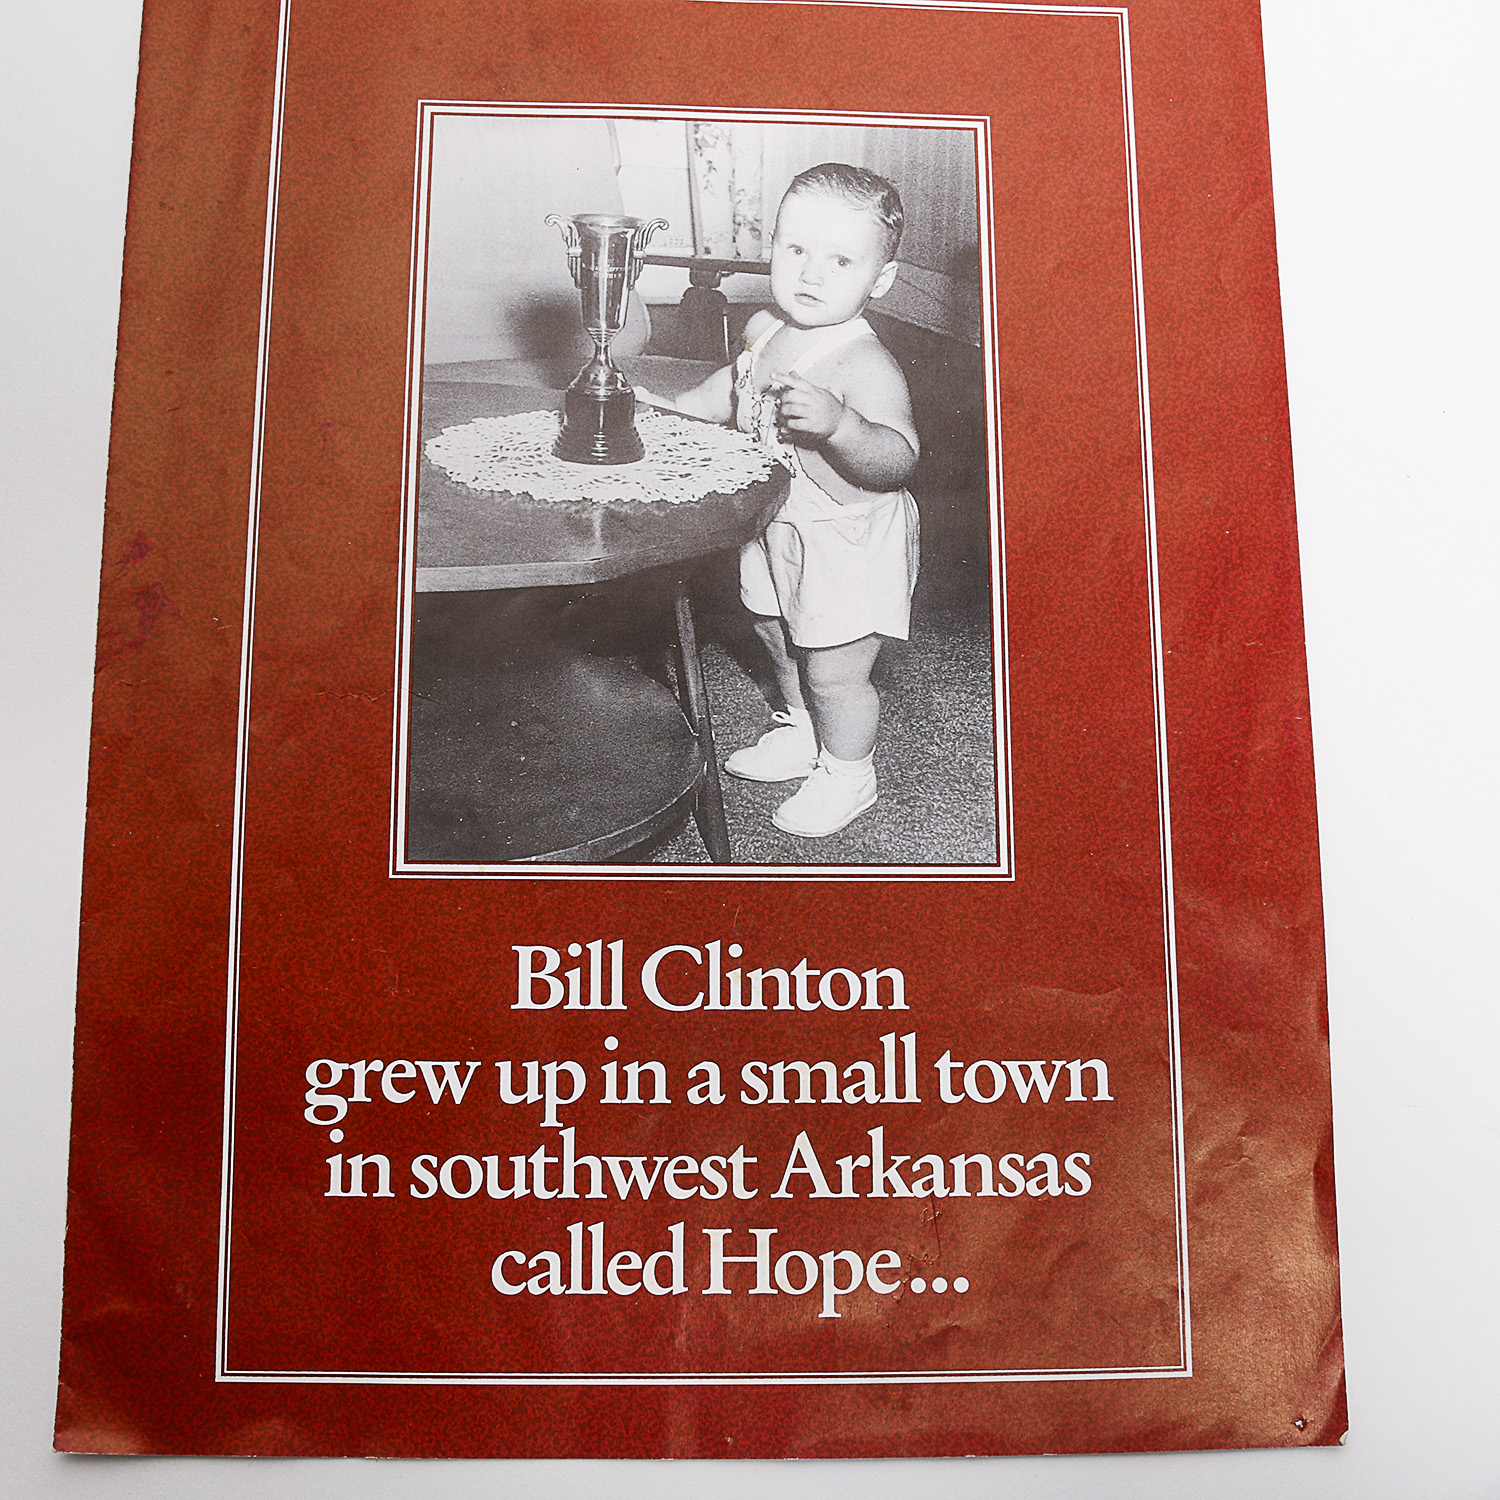 Bill Clinton
grew up in a small town
in southwest Arkansas
called Hope...